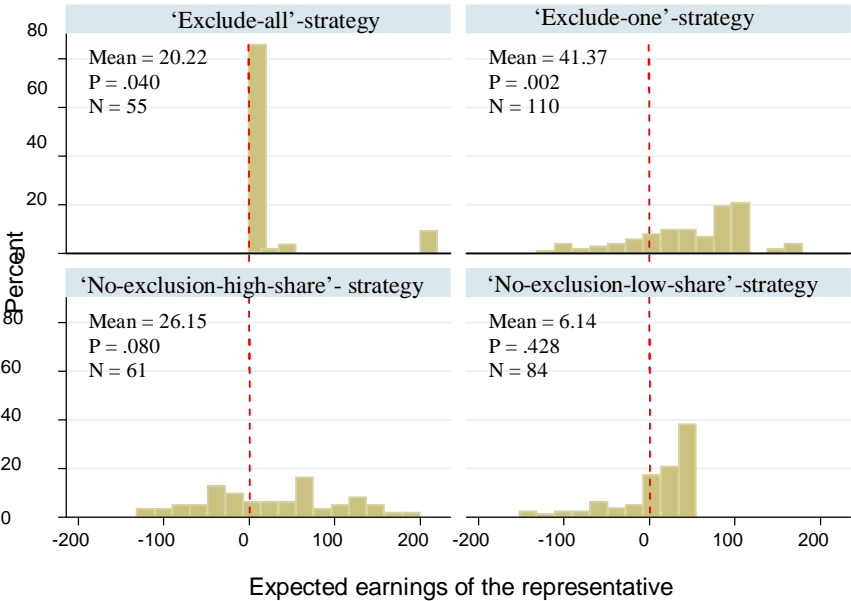 ‘Exclude-all’-strategy
Mean = 20.22
P = .040
N = 55
‘Exclude-one’-strategy
Mean = 41.37
P = .002
N = 110
80
60
40
20
0
Percent
‘No-exclusion-high-share’- strategy
Mean = 26.15
P = .080
N = 61
‘No-exclusion-low-share’-strategy
Mean = 6.14
P = .428
N = 84
80
60
40
20
0
-200 -100 0 100 200 -200 -100 0 100 200
Expected earnings of the representative